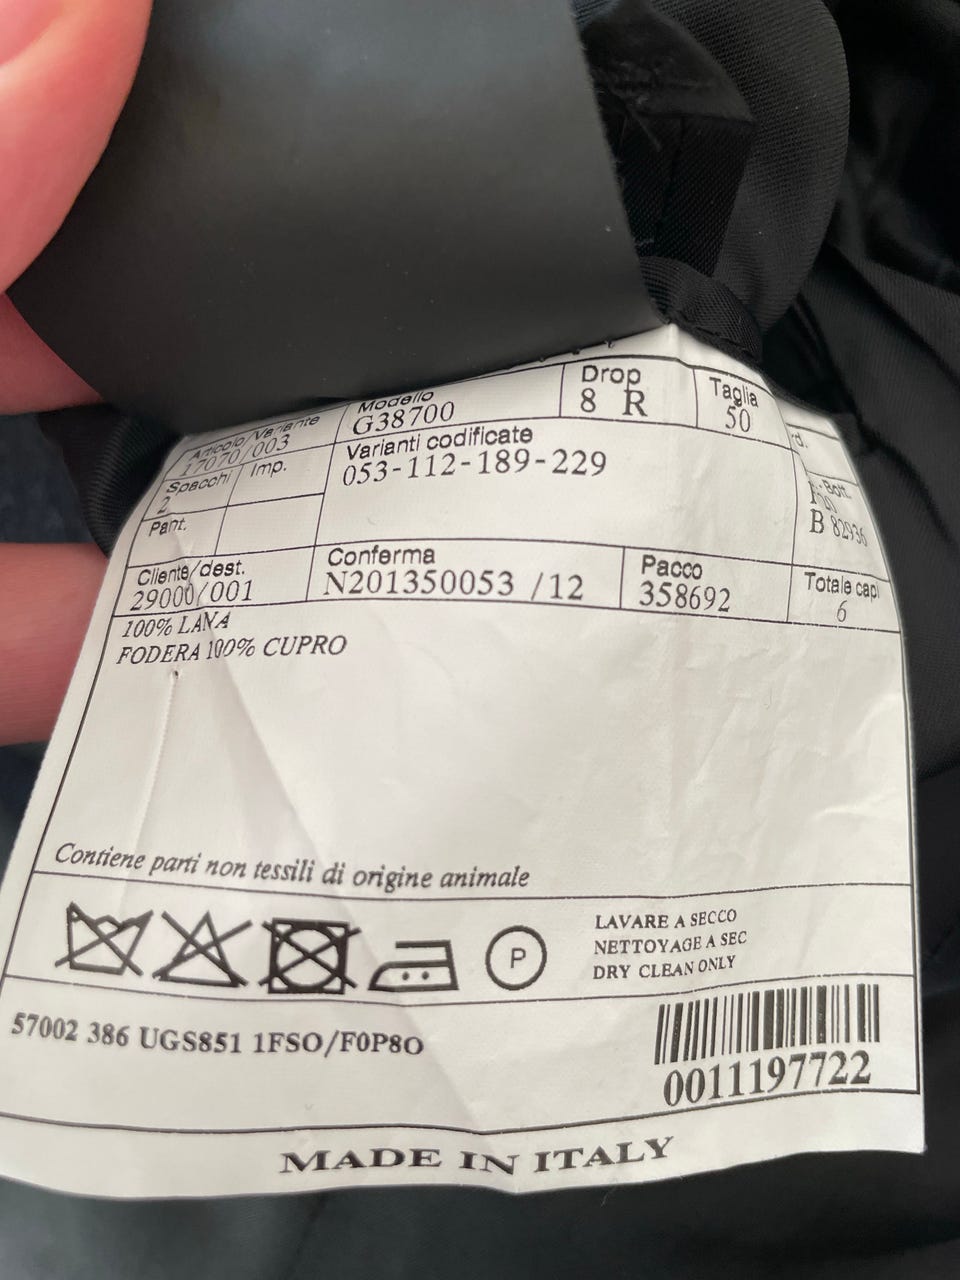 Articolo/Variante Modello Drop Taglia
17070/003 G38700 8 R 50
Spacchi Imp. Varianti codificate
2 053-112-189-229
Pant. B 82936
Cliente/dest. Conferma Pacco Totale capi
29000/001 N201350053 /12 358692 6
100% LANA
FODERA 100% CUPRO
Contiene parti non tessili di origine animale
P
LAVARE A SECCO
NETTOYAGE A SEC
DRY CLEAN ONLY
57002 386 UGS851 1FSO/F0P8O
0011197722
MADE IN ITALY